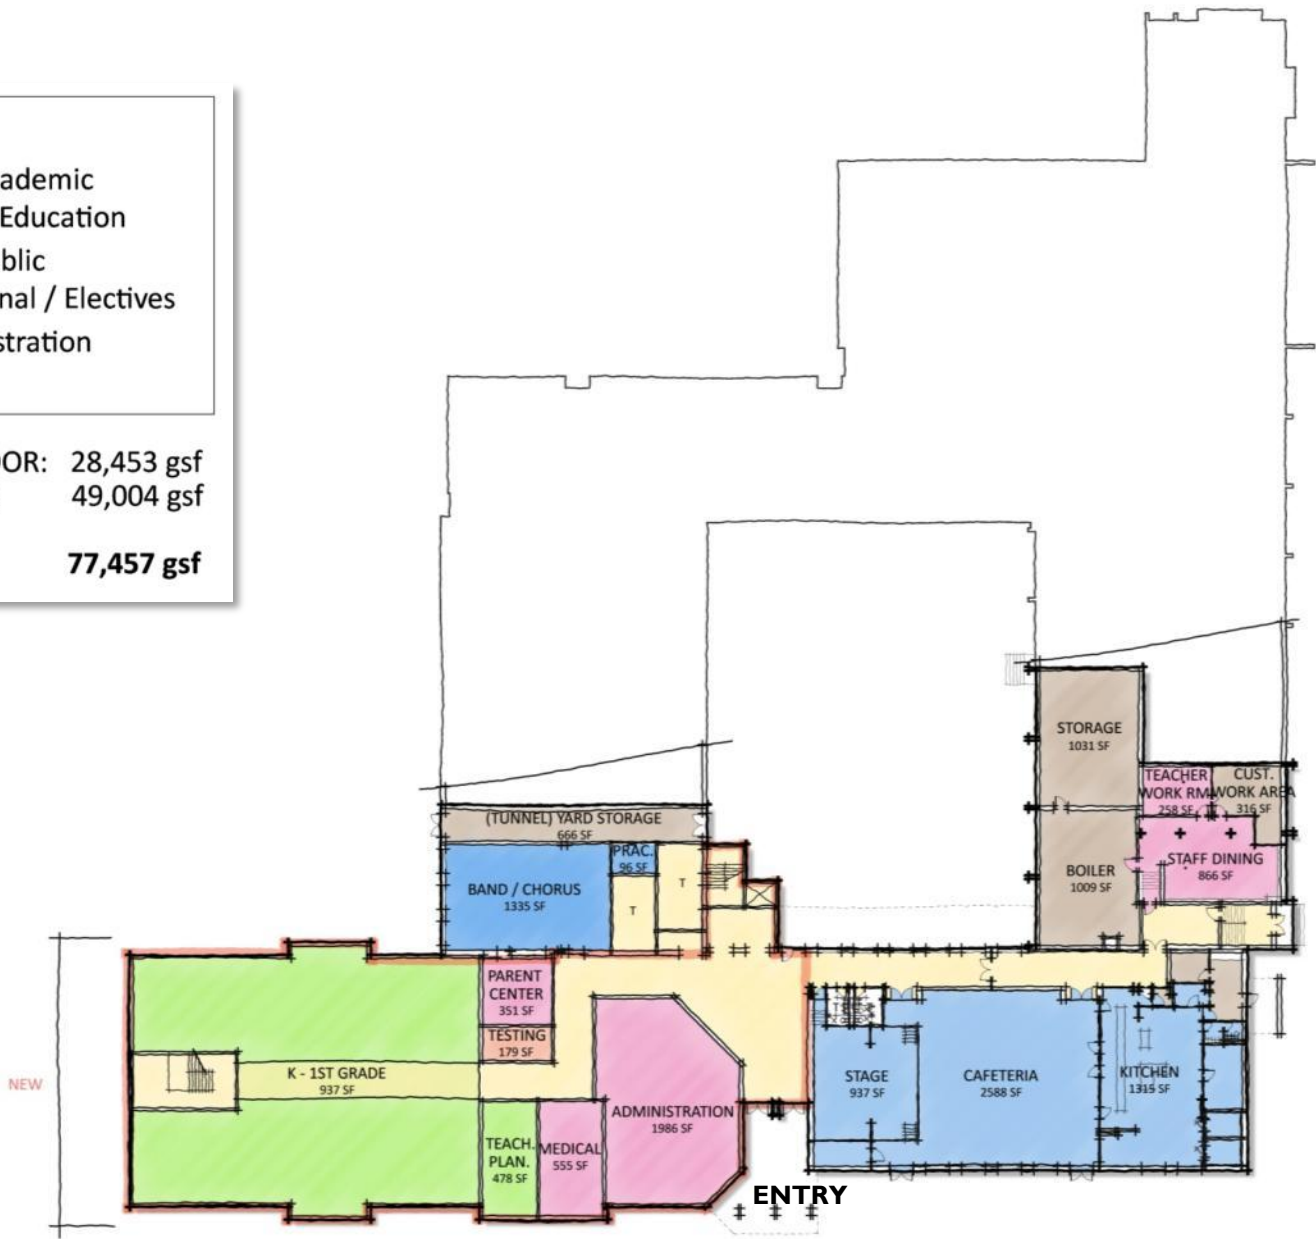 ademic
Education
blic
nal / Electives
stration
OR: 28,453 gsf
49,004 gsf
77,457 gsf
STORAGE
1031 SF
TEACHER
WORK RM
258 SF
CUST.
WORK AREA
316 SF
(TUNNEL) YARD STORAGE
666 SF
PRAC.
96 SF
BAND / CHORUS
1335 SF
T
T
BOILER
1009 SF
STAFF DINING
866 SF
PARENT
CENTER
351 SF
TESTING
179 SF
NEW
K - 1ST GRADE
937 SF
STAGE
937 SF
CAFETERIA
2588 SF
KITCHEN
1315 SF
ADMINISTRATION
1986 SF
TEACH.
PLAN.
478 SF
MEDICAL
555 SF
ENTRY